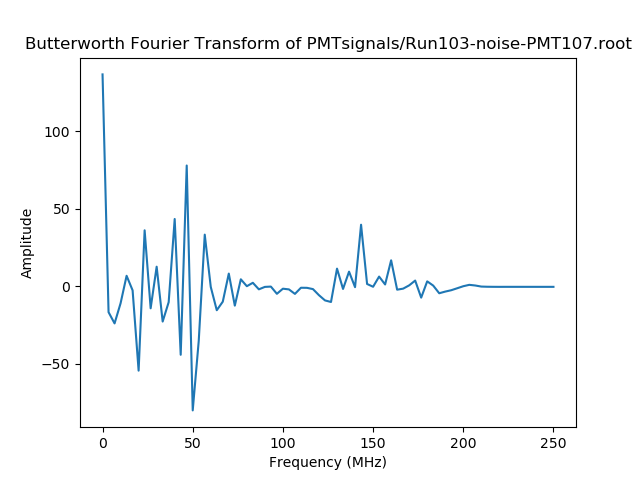 Butterworth Fourier Transform of PMTsignals/Run103-noise-PMT107.root
100
50
0
−50
Amplitude
0 50 100 150 200 250
Frequency (MHz)